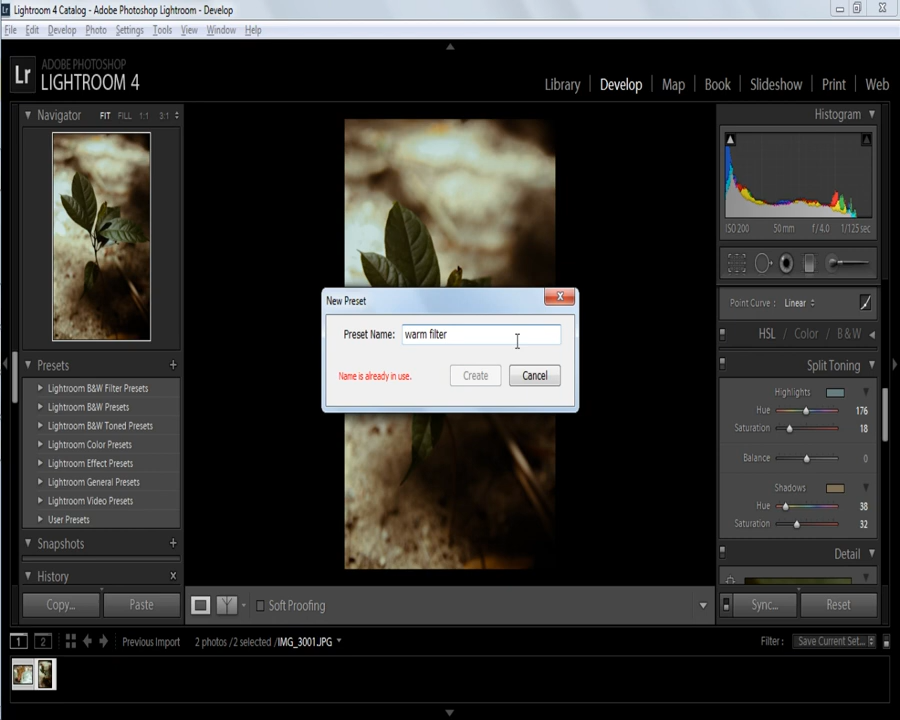 Lightroom 4 Catalog - Adobe Photoshop Lightroom - Develop
File Edit Develop Photo Settings Tools View Window Help
Lr ADOBE PHOTOSHOP
LIGHTROOM 4
Library Develop Map Book Slideshow Print Web
Navigator FIT FILL 1:1 3:1
Histogram
ISO 200 50 mm f / 4.0 1/125 sec
New Preset
Preset Name: warm filter
Name is already in use.
Create Cancel
Point Curve : Linear
HSL / Color / B & W
Presets
Lightroom B&W Filter Presets
Lightroom B&W Presets
Lightroom B&W Toned Presets
Lightroom Color Presets
Lightroom Effect Presets
Lightroom General Presets
Lightroom Video Presets
User Presets
Split Toning
Highlights
Hue 176
Saturation 18
Balance 0
Shadows
Hue 38
Saturation 32
Detail
Snapshots
History
Copy... Paste
Soft Proofing
Sync... Reset
1 2 Previous Import 2 photos /2 selected /IMG_3001.JPG Filter : Save Current Set...